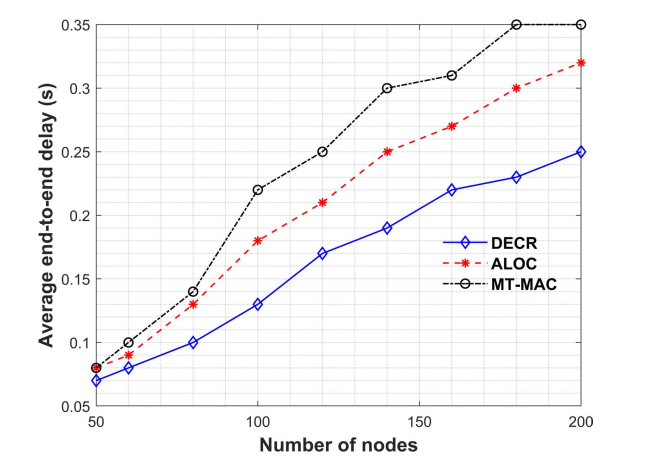 0.35
0.3
0.25
0.2
0.15
0.1
0.05
50
100
150
200
Average end-to-end delay (s)
Number of nodes
DECR
ALOC
MT-MAC